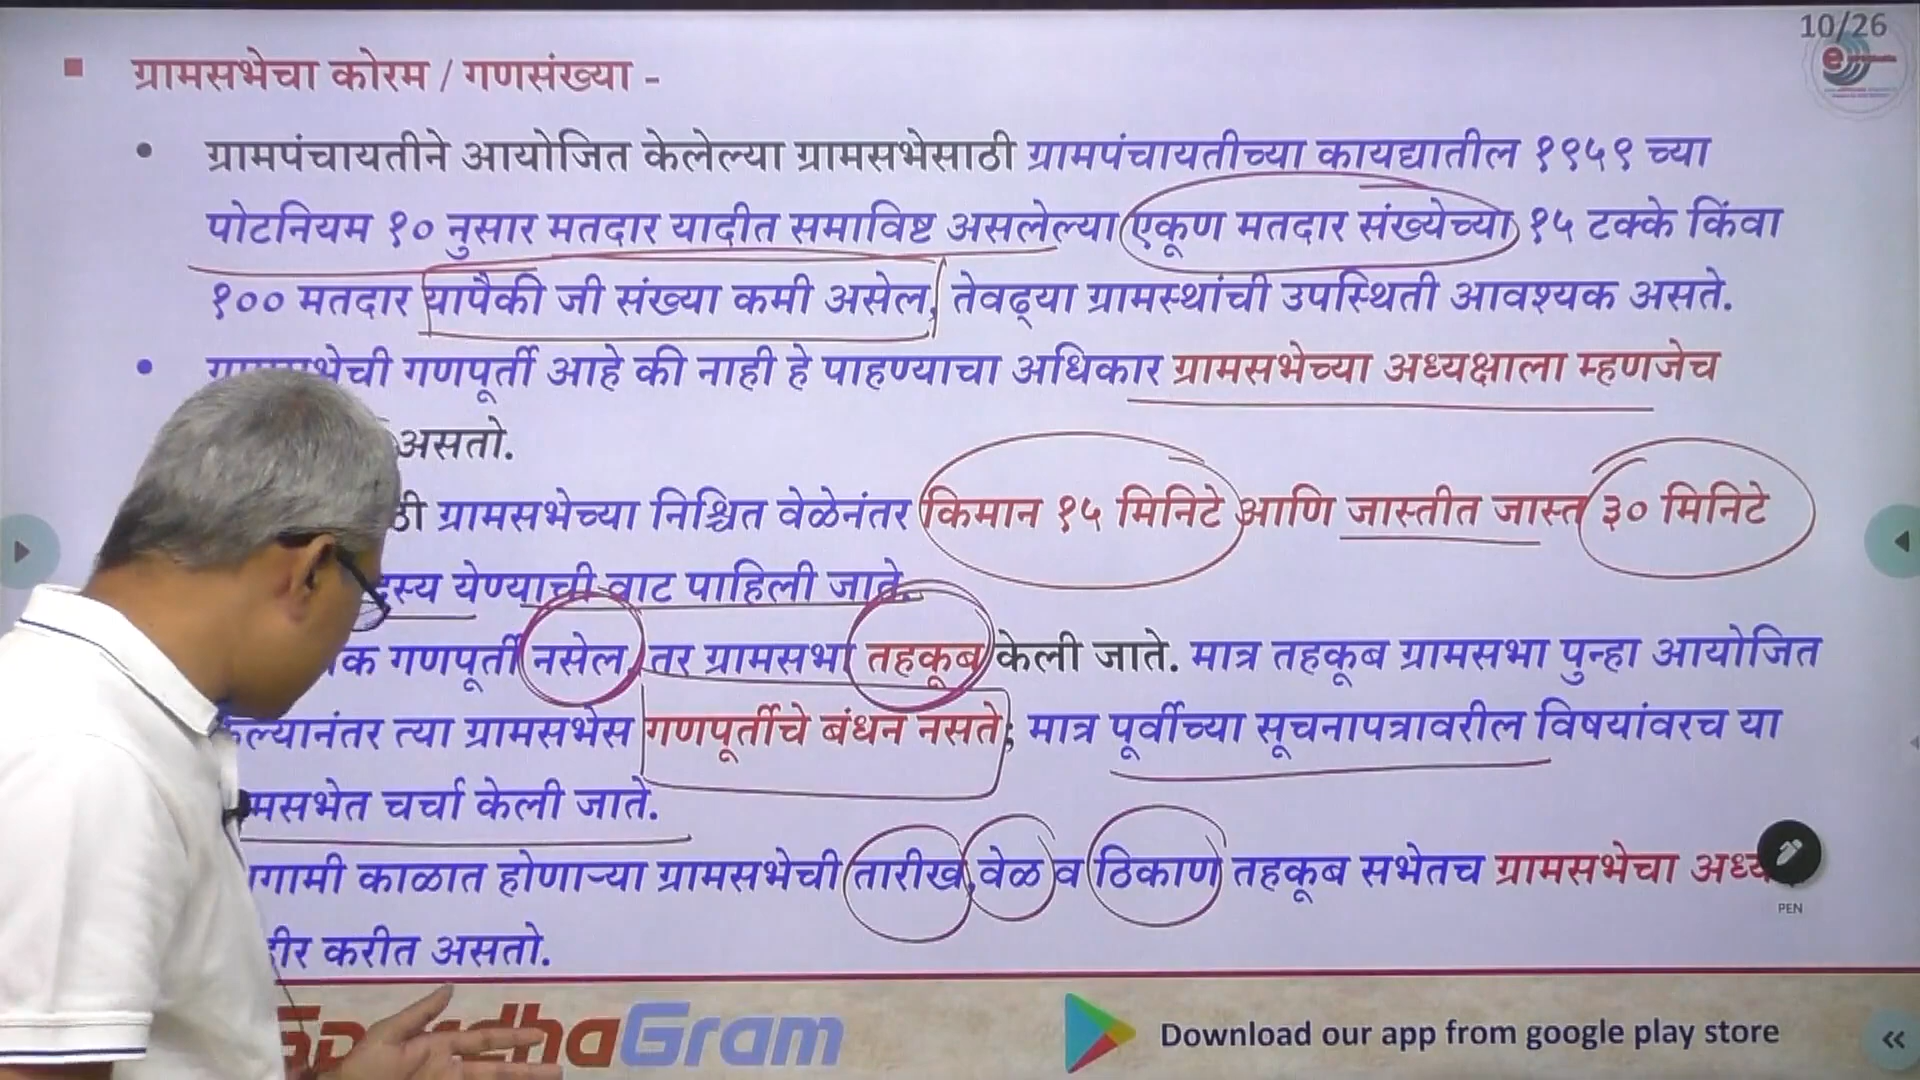 10/26
ग्रामसभेचा कोरम / गणसंख्या -
ग्रामपंचायतीने आयोजित केलेल्या ग्रामसभेसाठी ग्रामपंचायतीच्या कायद्यातील १९५९ च्या
पोटनियम १० नुसार मतदार यादीत समाविष्ट असलेल्या एकूण मतदार संख्येच्या १५ टक्के किंवा
१०० मतदार यापैकी जी संख्या कमी असेल, तेवढ्या ग्रामस्थांची उपस्थिती आवश्यक असते.
गणपूर्ती आहे की नाही हे पाहण्याचा अधिकार ग्रामसभेच्या अध्यक्षाला म्हणजेच
असतो.
ग्रामसभेच्या निश्चित वेळेनंतर किमान १५ मिनिटे आणि जास्तीत जास्त ३० मिनिटे
येण्याची वाट पाहिली जाते.
गणपूर्ती नसेल, तर ग्रामसभा तहकूब केली जाते. मात्र तहकूब ग्रामसभा पुन्हा आयोजित
त्या ग्रामसभेस गणपूर्तीचे बंधन नसते; मात्र पूर्वीच्या सूचनापत्रावरील विषयांवरच या
चर्चा केली जाते.
काळात होणाऱ्या ग्रामसभेची तारीख, वेळ व ठिकाण तहकूब सभेतच ग्रामसभेचा
करीत असतो.
PEN
Gram
Download our app from google play store